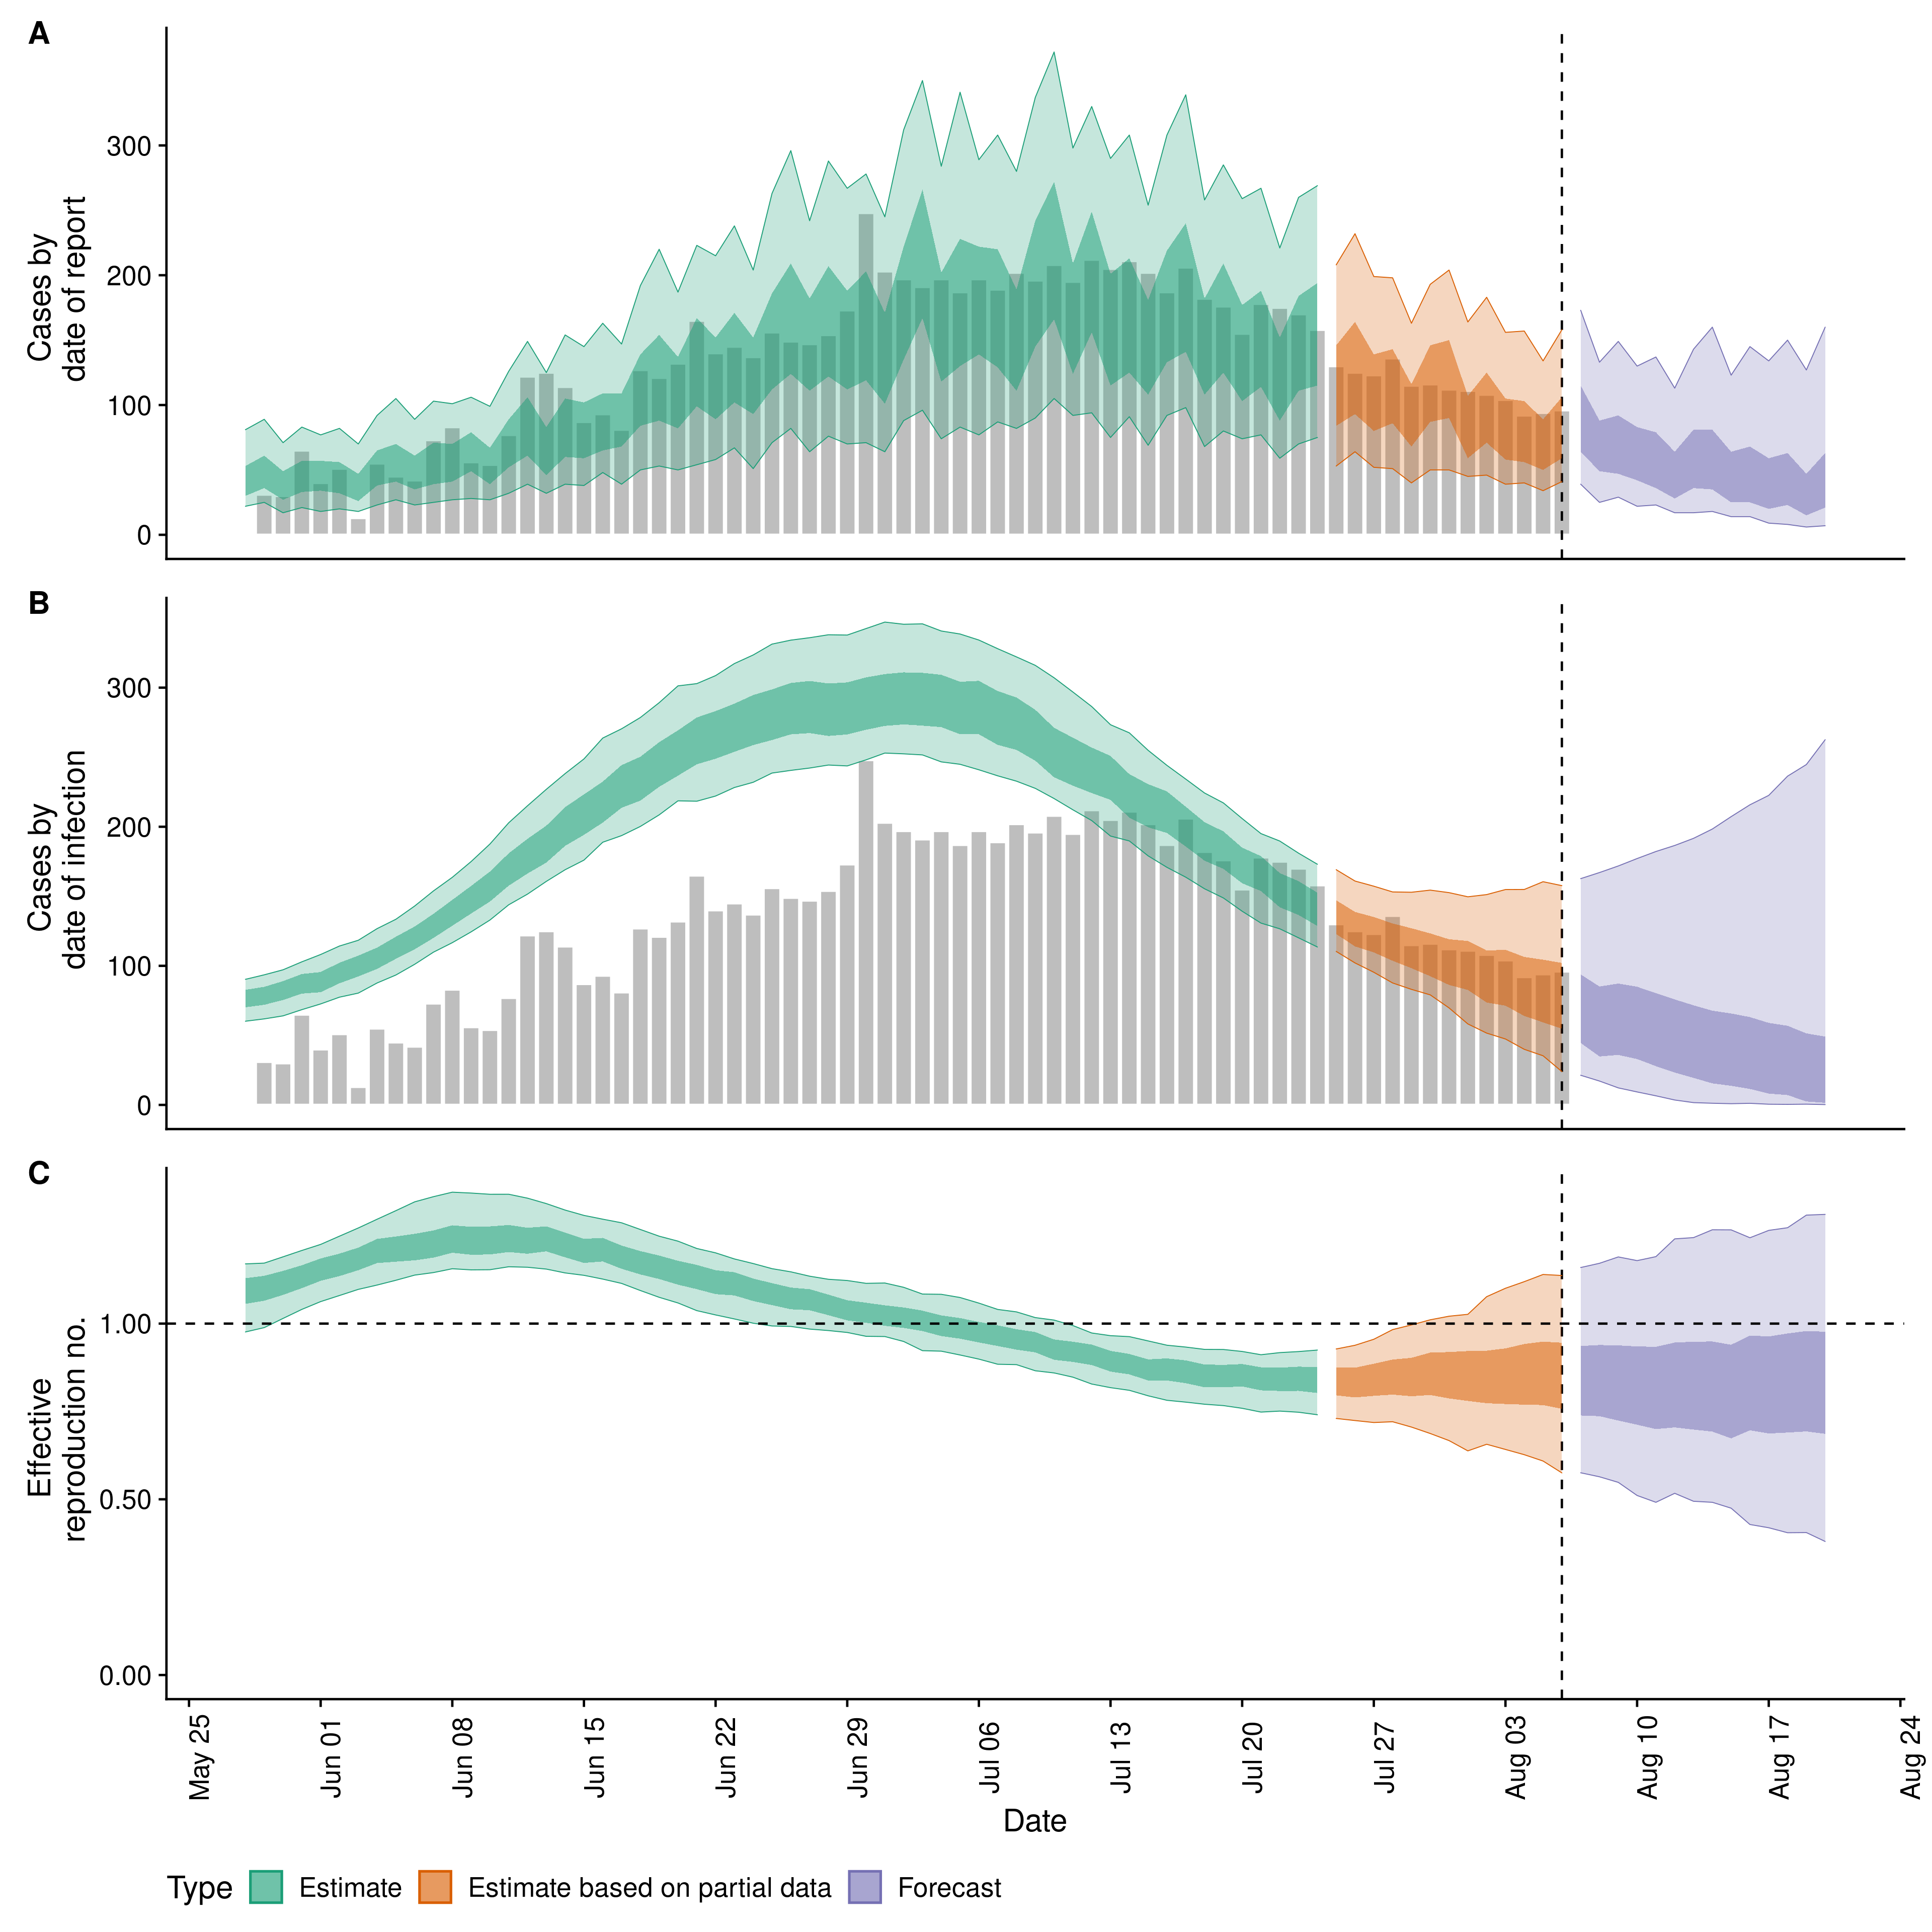 A
Cases by
date of report
300
200
100
0
B
Cases by
date of infection
300
200
100
0
C
Effective
reproduction no.
1.00
0.50
0.00
May 25
Jun 01
Jun 08
Jun 15
Jun 22
Jun 29
Jul 06
Jul 13
Jul 20
Jul 27
Aug 03
Aug 10
Aug 17
Aug 24
Date
Type
Estimate
Estimate based on partial data
Forecast